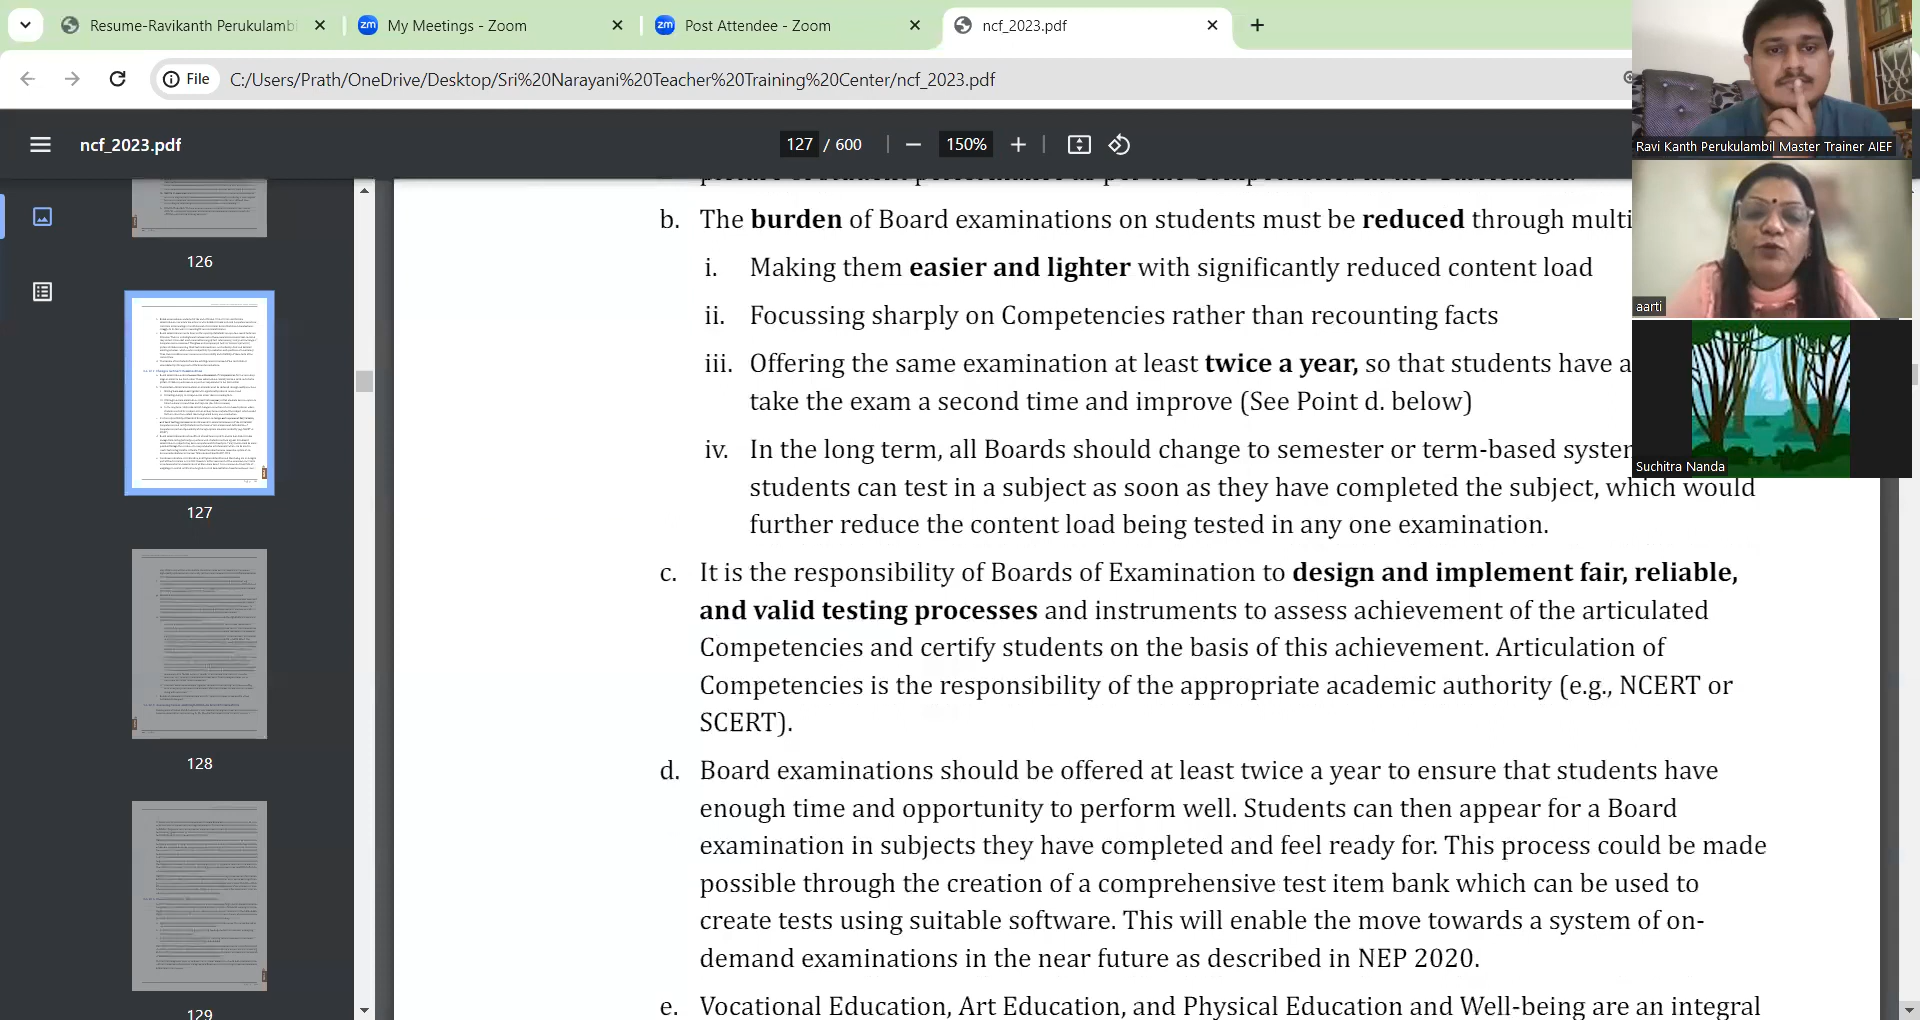 Resume-Ravikanth Perukulambi
My Meetings - Zoom
Post Attendee - Zoom
ncf_2023.pdf
File
C:/Users/Prath/OneDrive/Desktop/Sri%20Narayani%20Teacher%20Training%20Center/ncf_2023.pdf
ncf_2023.pdf
127 / 600
150%
Ravi Kanth Perukulambil Master Trainer AIEF
aarti
Suchitra Nanda
126
127
128
129
b. The burden of Board examinations on students must be reduced through multi
i. Making them easier and lighter with significantly reduced content load
ii. Focussing sharply on Competencies rather than recounting facts
iii. Offering the same examination at least twice a year, so that students have a
take the exam a second time and improve (See Point d. below)
iv. In the long term, all Boards should change to semester or term-based system
students can test in a subject as soon as they have completed the subject, which would
further reduce the content load being tested in any one examination.
c. It is the responsibility of Boards of Examination to design and implement fair, reliable,
and valid testing processes and instruments to assess achievement of the articulated
Competencies and certify students on the basis of this achievement. Articulation of
Competencies is the responsibility of the appropriate academic authority (e.g., NCERT or
SCERT).
d. Board examinations should be offered at least twice a year to ensure that students have
enough time and opportunity to perform well. Students can then appear for a Board
examination in subjects they have completed and feel ready for. This process could be made
possible through the creation of a comprehensive test item bank which can be used to
create tests using suitable software. This will enable the move towards a system of on-
demand examinations in the near future as described in NEP 2020.
e. Vocational Education, Art Education, and Physical Education and Well-being are an integral